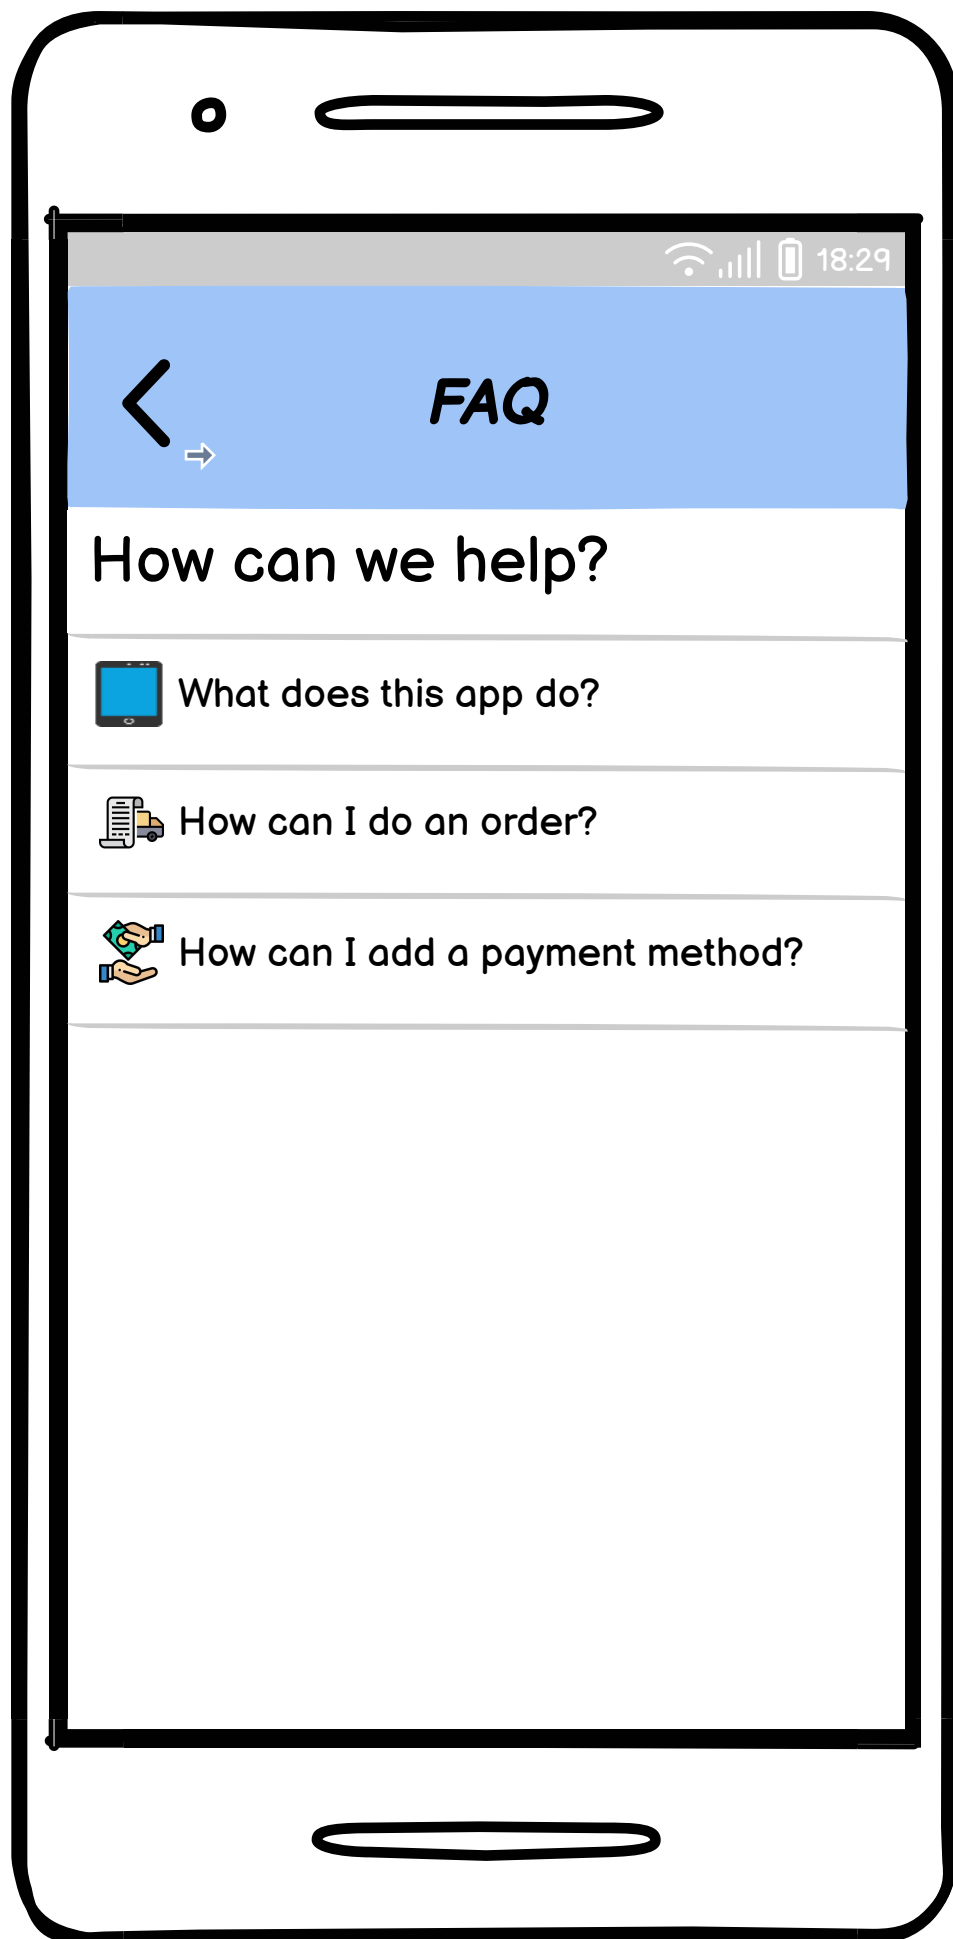 18:29
FAQ
How can we help?
What does this app do?
How can I do an order?
How can I add a payment method?